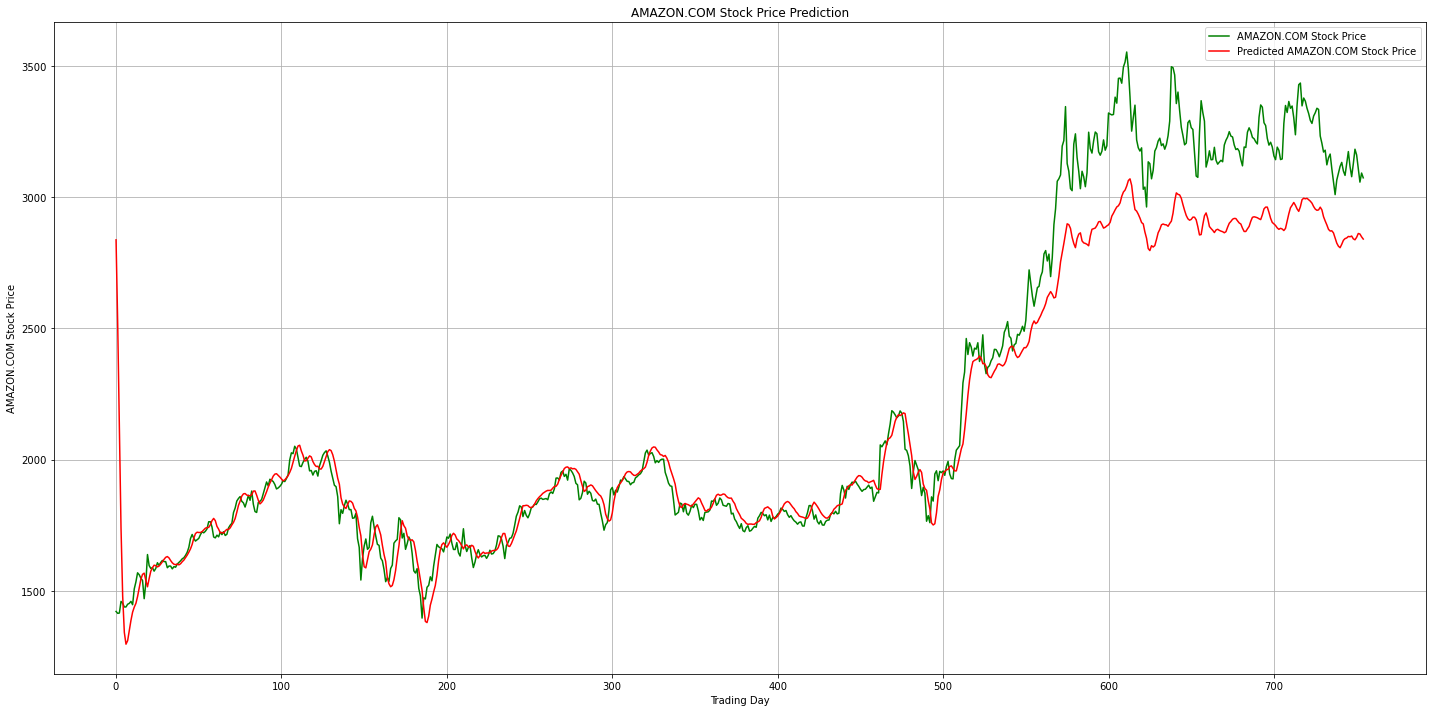 AMAZON.COM Stock Price Prediction
AMAZON.COM Stock Price
Predicted AMAZON.COM Stock Price
AMAZON.COM Stock Price
3500
3000
2500
2000
1500
0 100 200 300 400 500 600 700
Trading Day